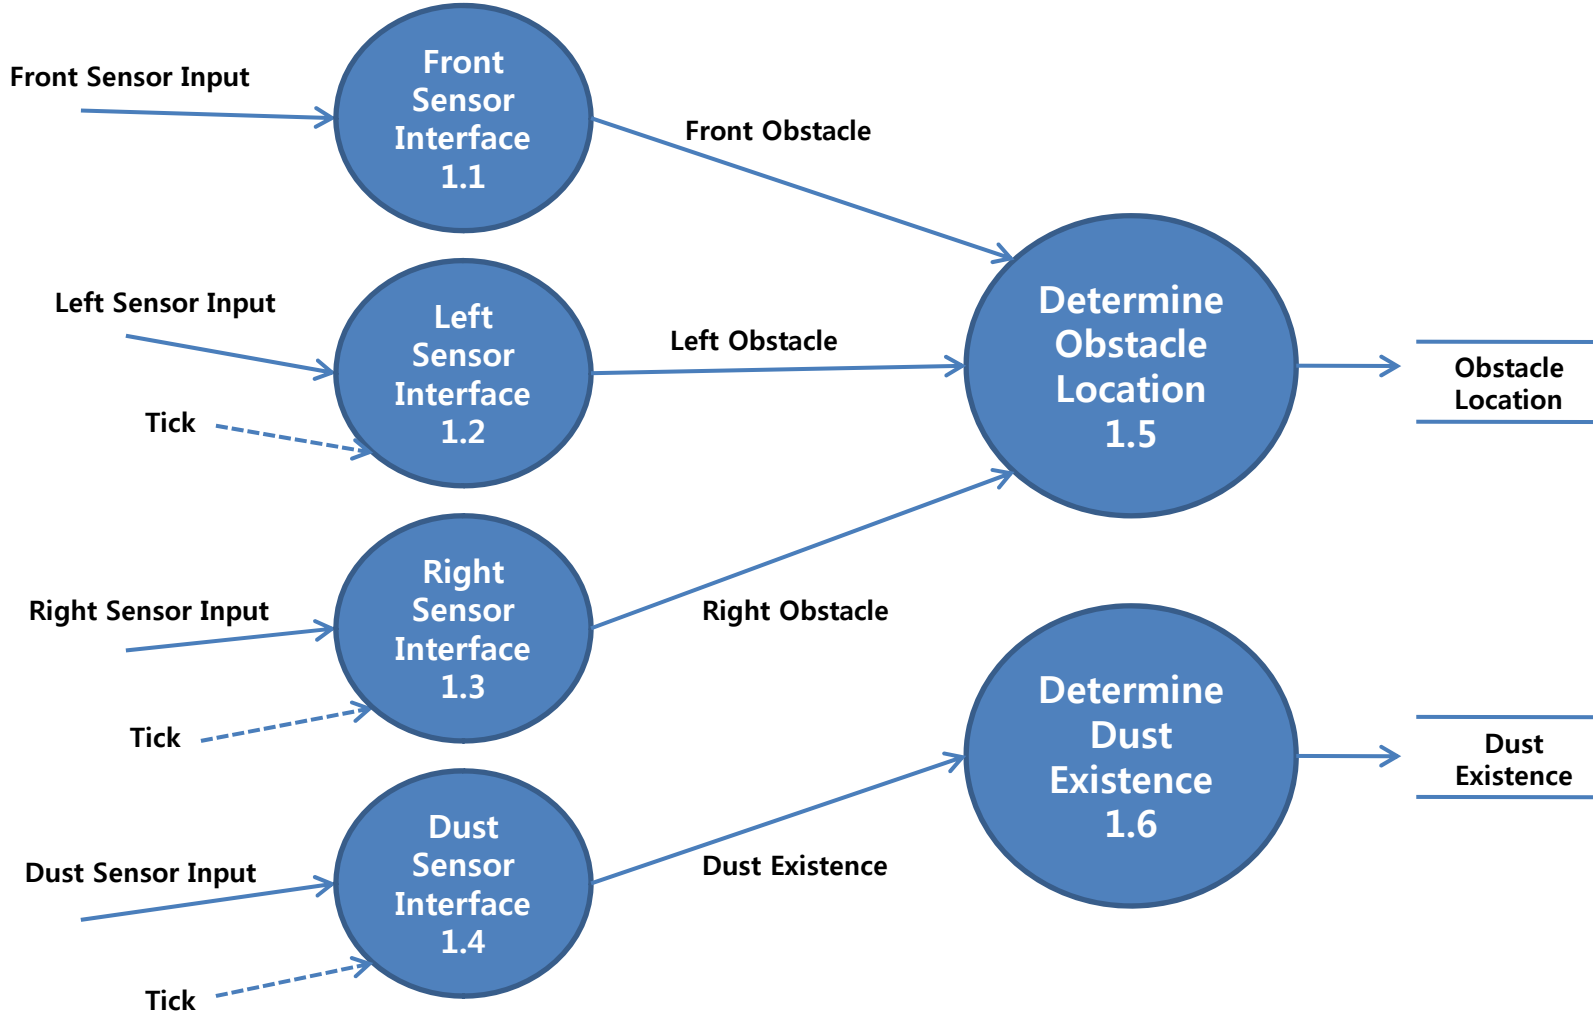 Front Sensor Input
Front
Sensor
Interface
1.1
Front Obstacle
Left Sensor Input
Left
Sensor
Interface
1.2
Tick
Left Obstacle
Determine
Obstacle
Location
1.5
Obstacle
Location
Right Sensor Input
Right
Sensor
Interface
1.3
Tick
Right Obstacle
Determine
Dust
Existence
1.6
Dust
Existence
Dust Sensor Input
Dust
Sensor
Interface
1.4
Tick
Dust Existence